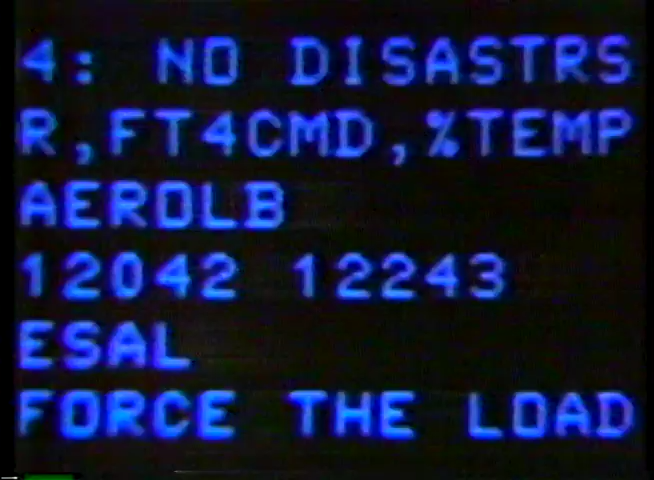 4: NO DISASTRS
R,FT4CMD,%TEMP
AEROLB
12042 12243
ESAL
FORCE THE LOAD